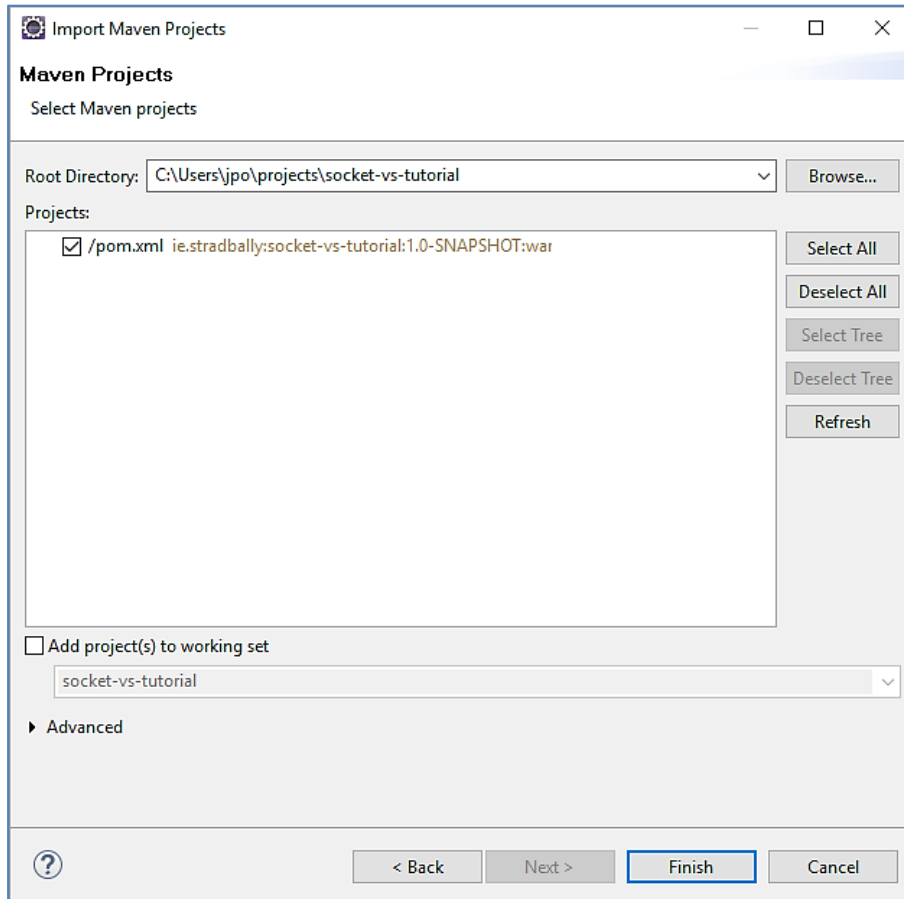 Import Maven Projects
Maven Projects
Select Maven projects
Root Directory: C:\Users\jpo\projects\socket-vs-tutorial Browse...
Projects:
/pom.xml ie.stradbally:socket-vs-tutorial:1.0-SNAPSHOT:war
Select All
Deselect All
Select Tree
Deselect Tree
Refresh
Add project(s) to working set
socket-vs-tutorial
Advanced
? < Back Next > Finish Cancel